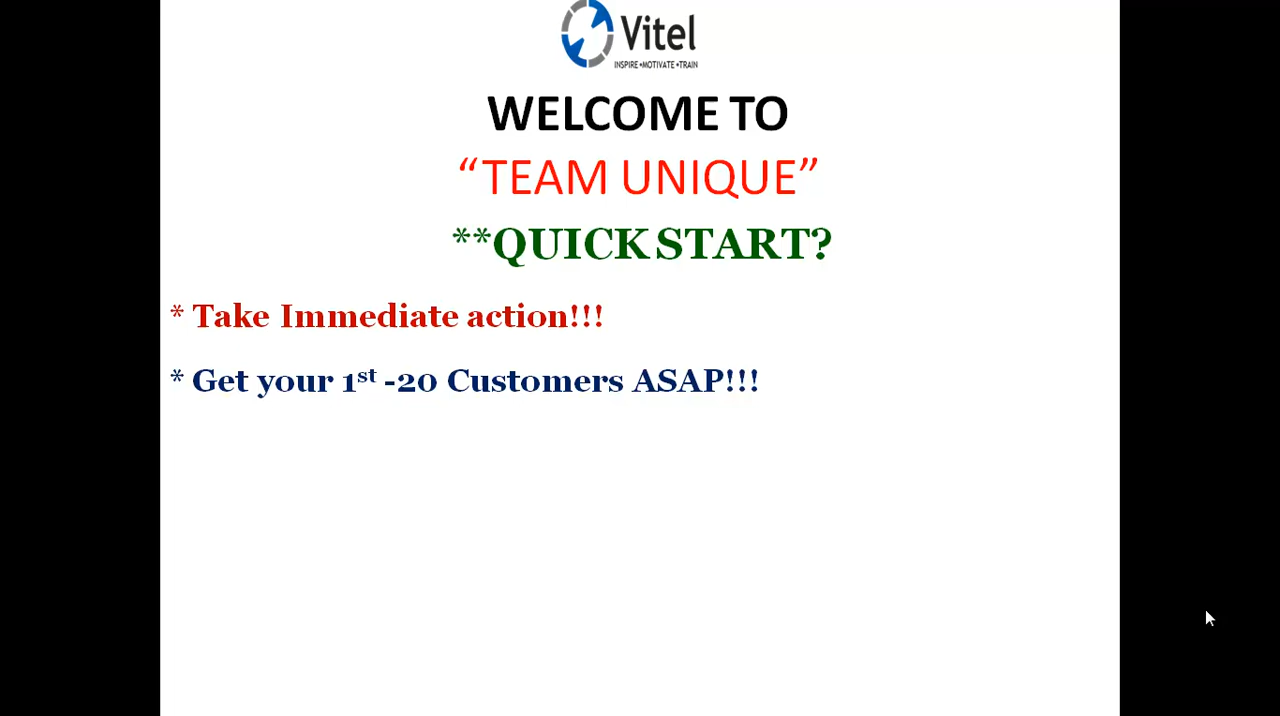 Vitel
INSPIRE •MOTIVATE •TRAIN
WELCOME TO
“TEAM UNIQUE”
**QUICK START?
* Take Immediate action!!!
* Get your 1st -20 Customers ASAP!!!